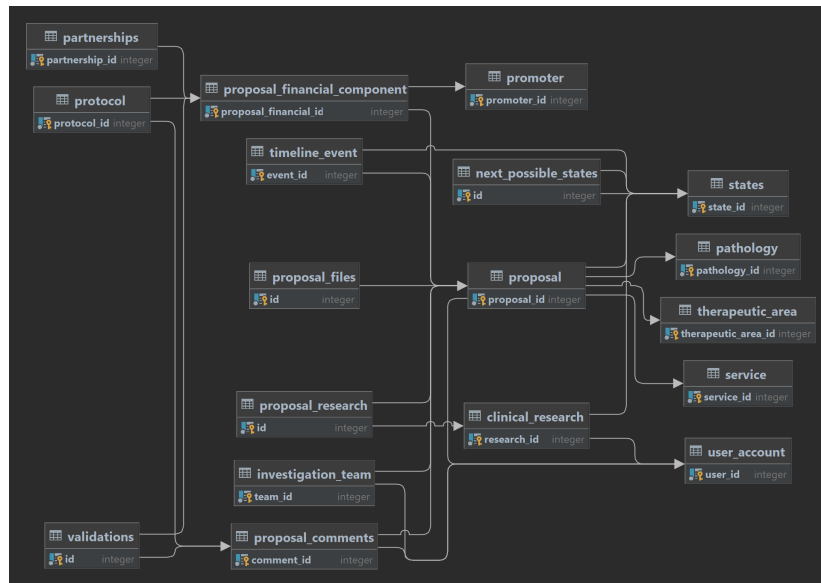 partnerships
partnership_id integer
protocol
protocol_id integer
proposal_financial_component
proposal_financial_id integer
promoter
promoter_id integer
timeline_event
event_id integer
next_possible_states
id integer
states
state_id integer
pathology
pathology_id integer
proposal_files
id integer
proposal
proposal_id integer
therapeutic_area
therapeutic_area_id integer
service
service_id integer
proposal_research
id integer
clinical_research
research_id integer
user_account
user_id integer
investigation_team
team_id integer
validations
id integer
proposal_comments
comment_id integer